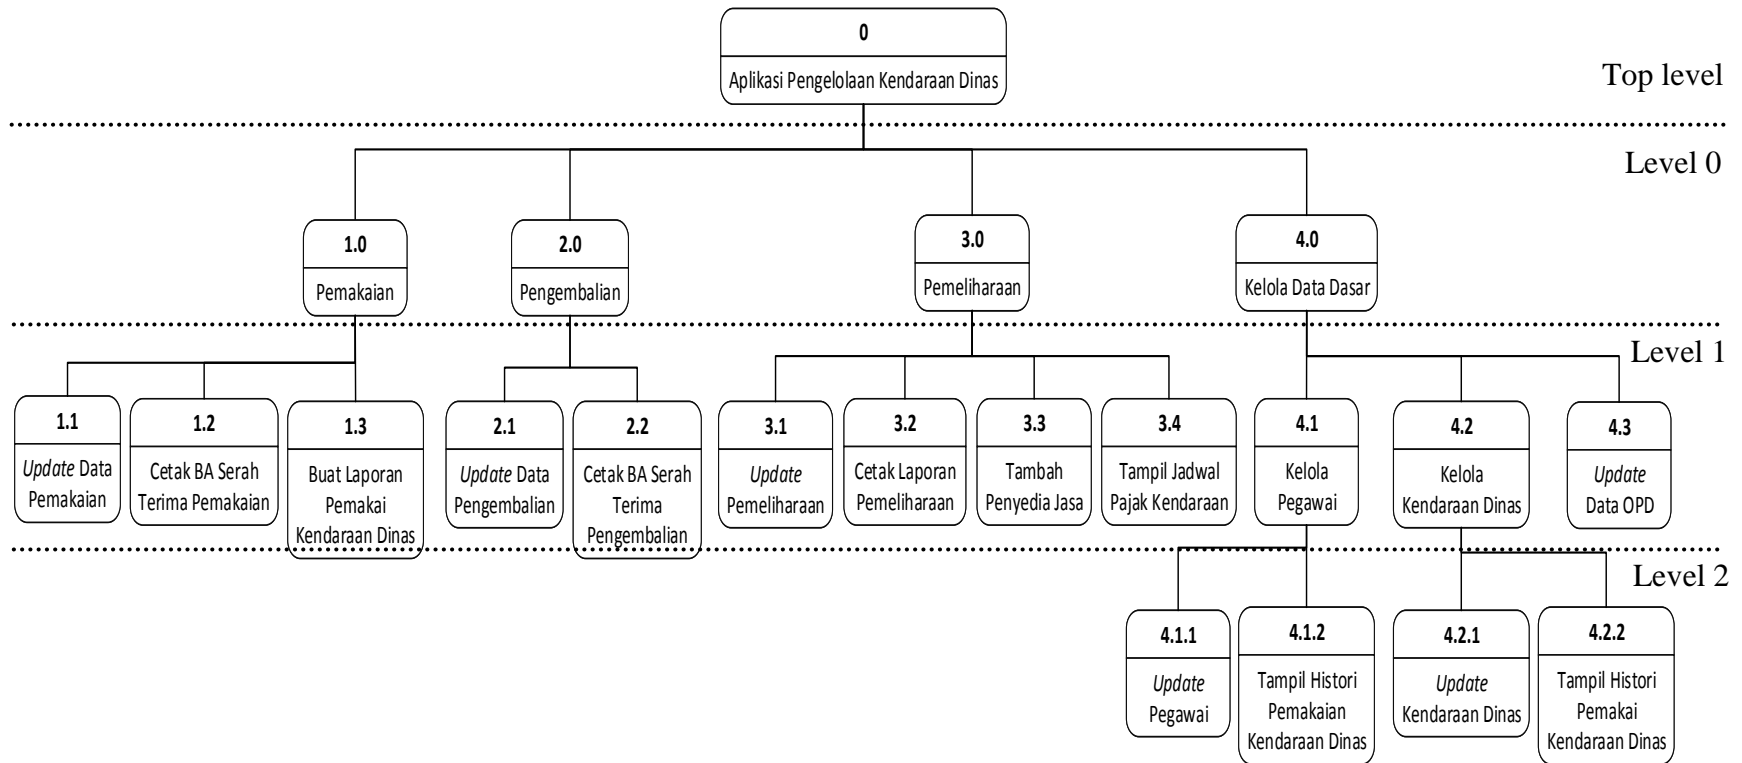 0
Aplikasi Pengelolaan Kendaraan Dinas
Top level
Level 0
1.0
Pemakaian
2.0
Pengembalian
3.0
Pemeliharaan
4.0
Kelola Data Dasar
Level 1
1.1
Update Data
Pemakaian
1.2
Cetak BA Serah
Terima Pemakaian
1.3
Buat Laporan
Pemakai
Kendaraan Dinas
2.1
Update Data
Pengembalian
2.2
Cetak BA Serah
Terima
Pengembalian
3.1
Update
Pemeliharaan
3.2
Cetak Laporan
Pemeliharaan
3.3
Tambah
Penyedia Jasa
3.4
Tampil Jadwal
Pajak Kendaraan
4.1
Kelola
Pegawai
4.2
Kelola
Kendaraan Dinas
4.3
Update
Data OPD
Level 2
4.1.1
Update
Pegawai
4.1.2
Tampil Histori
Pemakaian
Kendaraan Dinas
4.2.1
Update
Kendaraan Dinas
4.2.2
Tampil Histori
Pemakai
Kendaraan Dinas